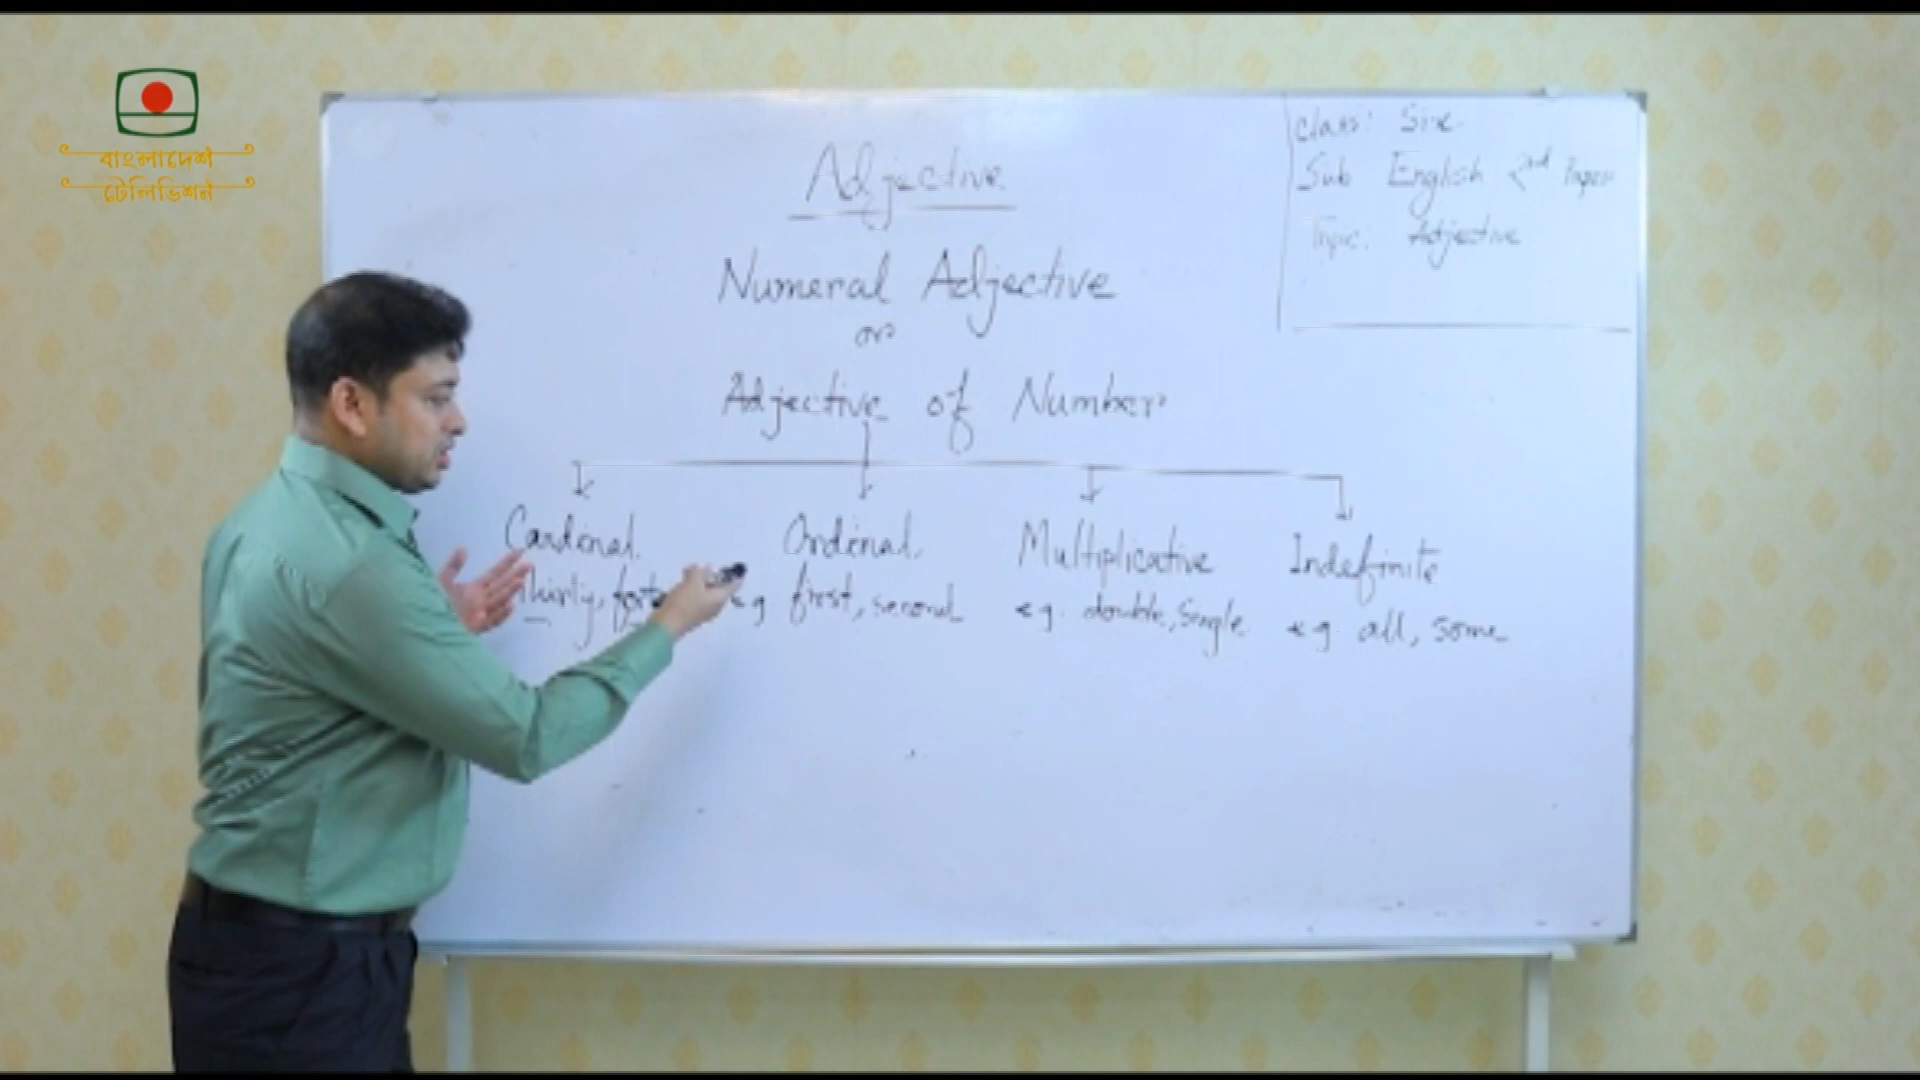 বাংলাদেশ
টেলিভিশন
Class: Six
Sub English 2nd Paper
Topic: Adjective
Adjective
Numeral Adjective
or
Adjective of Number
Cardinal Ordinal Multiplicative Indefinite
Thirty, eg first, second eg. double, Single eg all, some